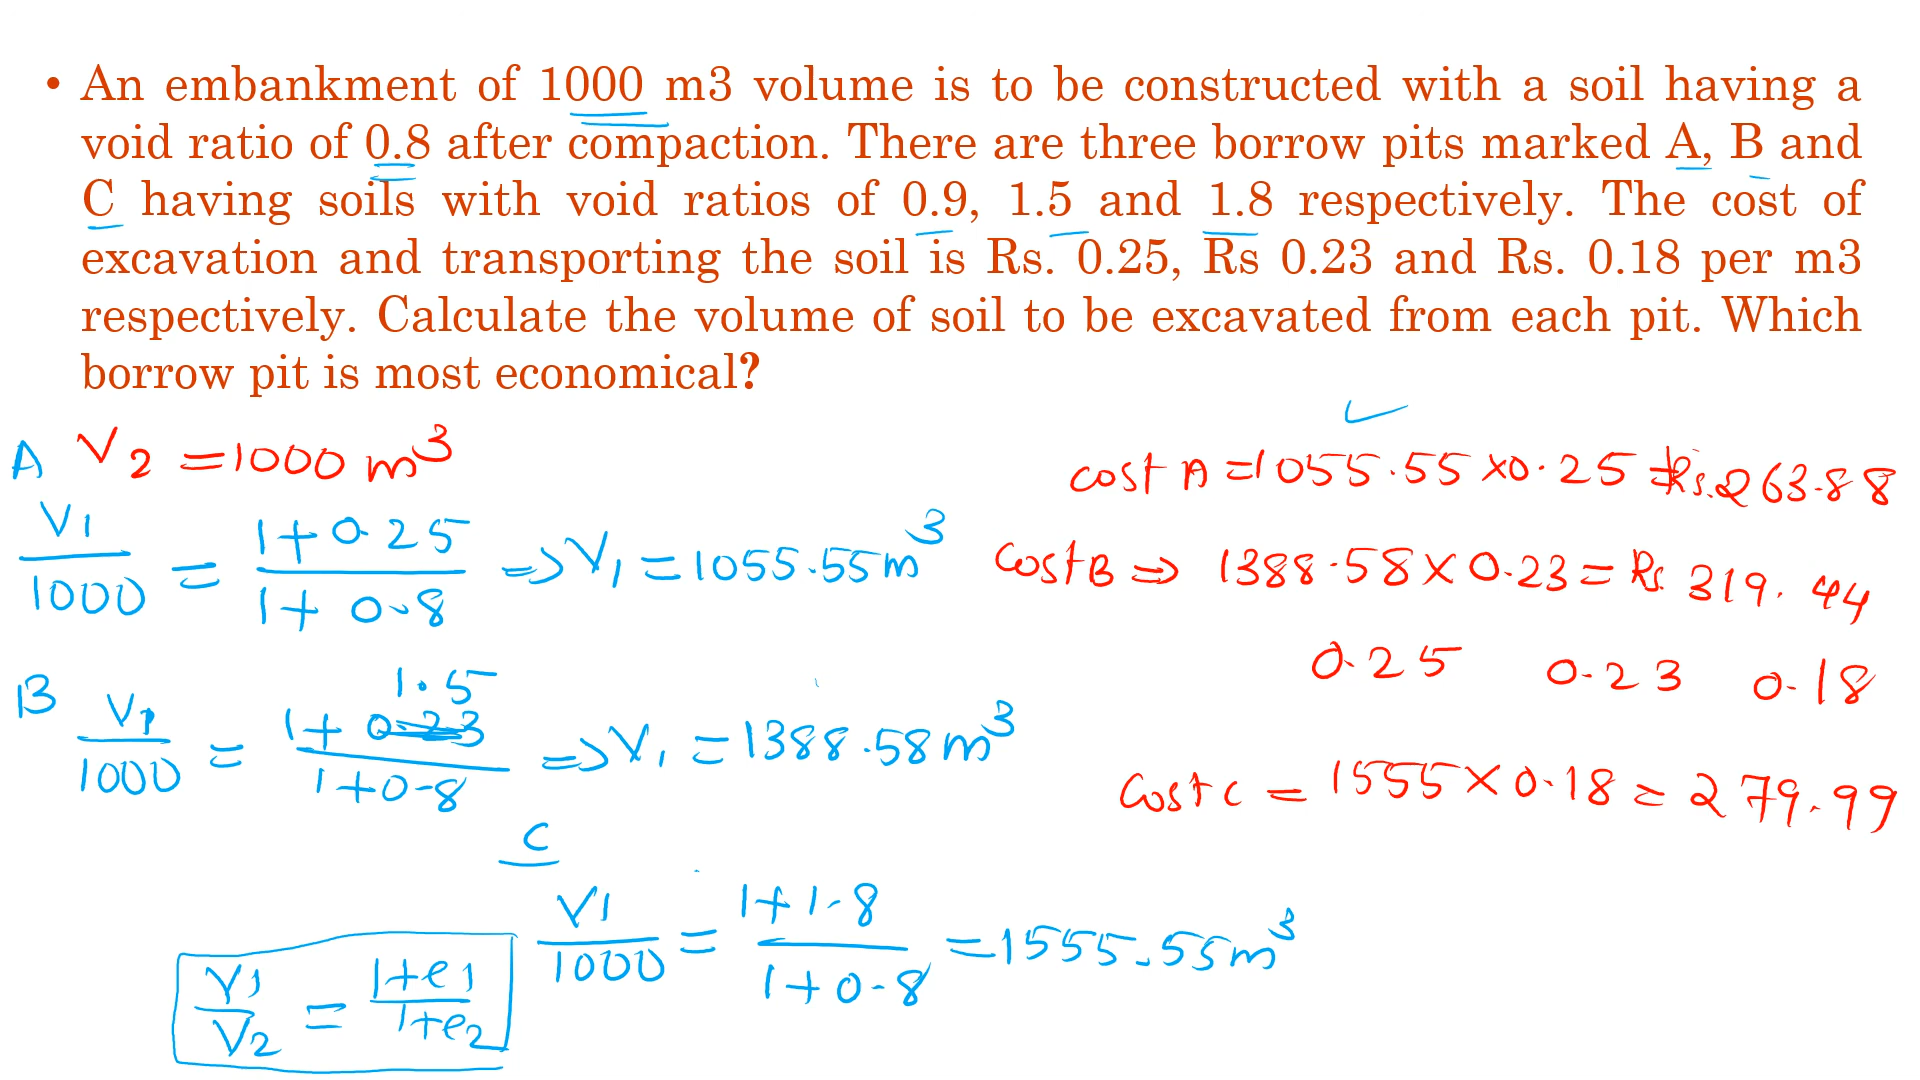 • An embankment of 1000 m3 volume is to be constructed with a soil having a
void ratio of 0.8 after compaction. There are three borrow pits marked A, B and
C having soils with void ratios of 0.9, 1.5 and 1.8 respectively. The cost of
excavation and transporting the soil is Rs. 0.25, Rs 0.23 and Rs. 0.18 per m3
respectively. Calculate the volume of soil to be excavated from each pit. Which
borrow pit is most economical?
A V2 = 1000 m³
V1/1000 = 1+0.25/1+0.8 => V1 = 1055.55 m³
B V1/1000 = 1+ 1.5/1+0.8 => V1 = 1388.58 m³
C
V1/1000 = 1+1.8/1+0.8 = 1555.55 m³
V1/V2 = 1+e1/1+e2
cost A = 1055.55 x 0.25 = Rs. 263.88
cost B => 1388.58 x 0.23 = Rs. 319.44
0.25 0.23 0.18
cost C = 1555 x 0.18 = 279.99